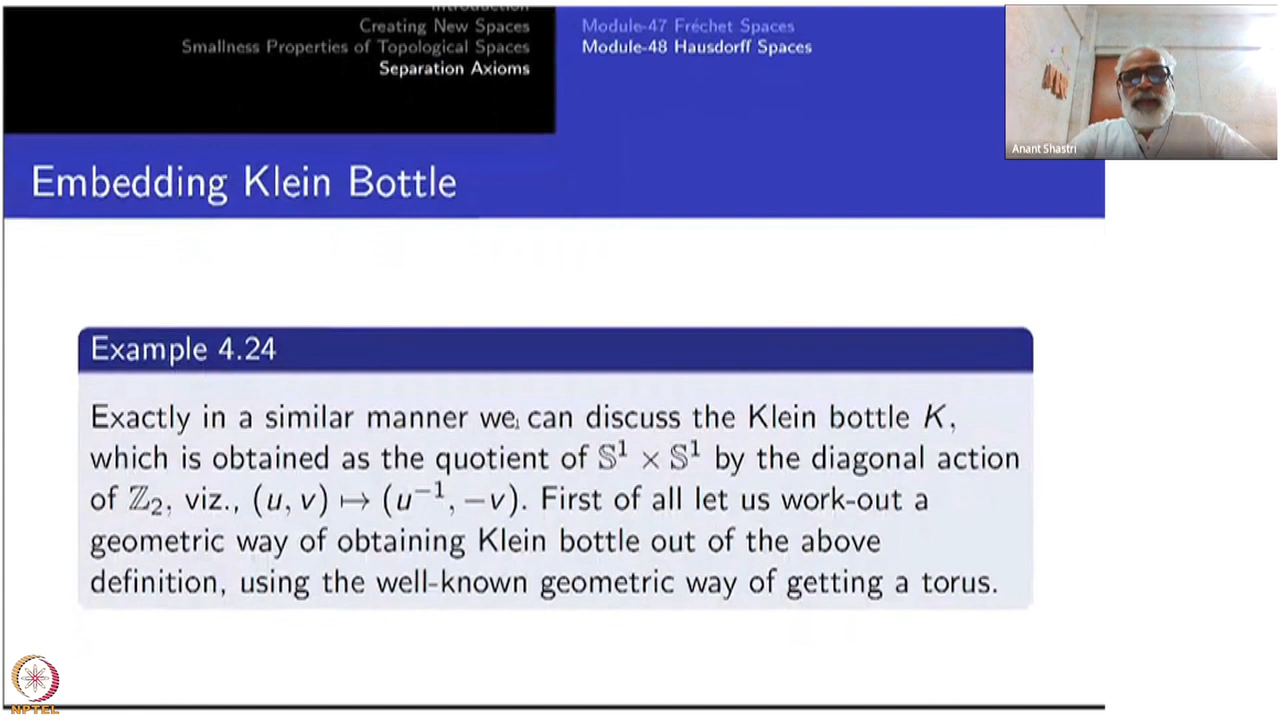 Introduction
Creating New Spaces
Smallness Properties of Topological Spaces
Separation Axioms
Module-47 Fréchet Spaces
Module-48 Hausdorff Spaces
Anant Shastri
Embedding Klein Bottle
Example 4.24
Exactly in a similar manner we can discuss the Klein bottle K,
which is obtained as the quotient of 𝕊¹ × 𝕊¹ by the diagonal action
of ℤ₂, viz., (u, v) ↦ (u⁻¹, −v). First of all let us work-out a
geometric way of obtaining Klein bottle out of the above
definition, using the well-known geometric way of getting a torus.
NPTEL